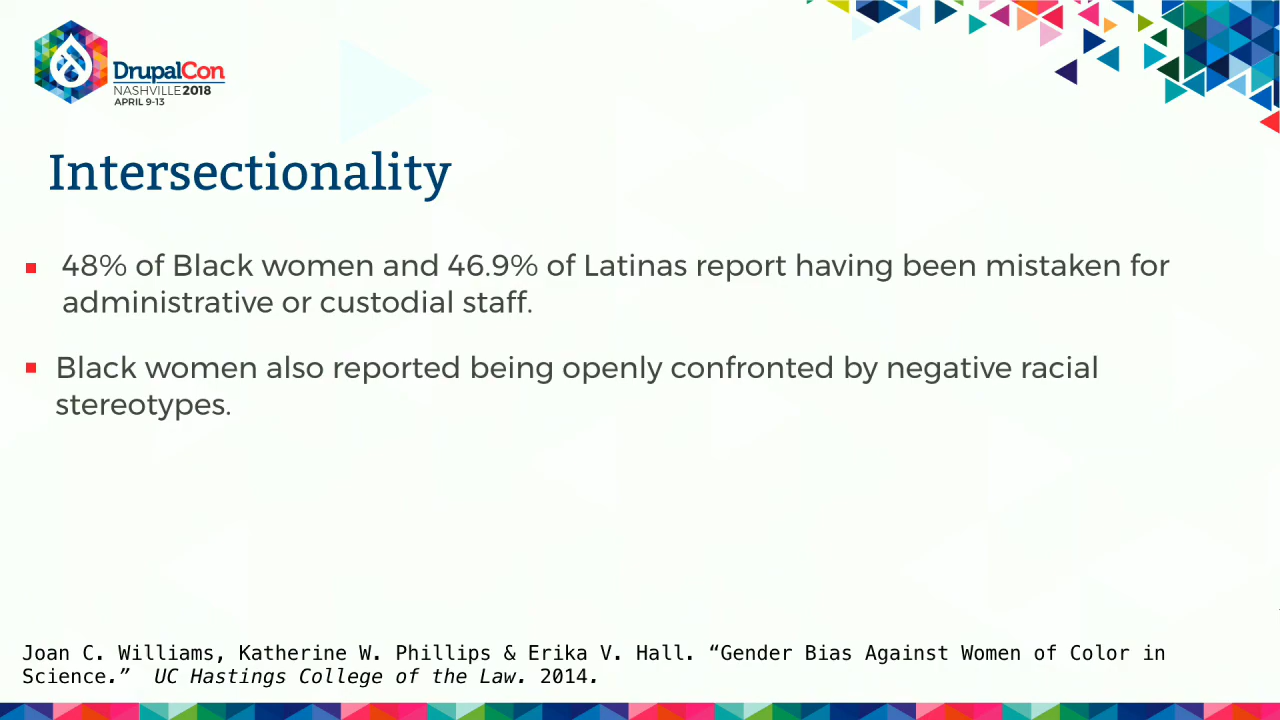 DrupalCon
NASHVILLE 2018
APRIL 9-13
Intersectionality
48% of Black women and 46.9% of Latinas report having been mistaken for
administrative or custodial staff.
Black women also reported being openly confronted by negative racial
stereotypes.
Joan C. Williams, Katherine W. Phillips & Erika V. Hall. “Gender Bias Against Women of Color in
Science.” UC Hastings College of the Law. 2014.